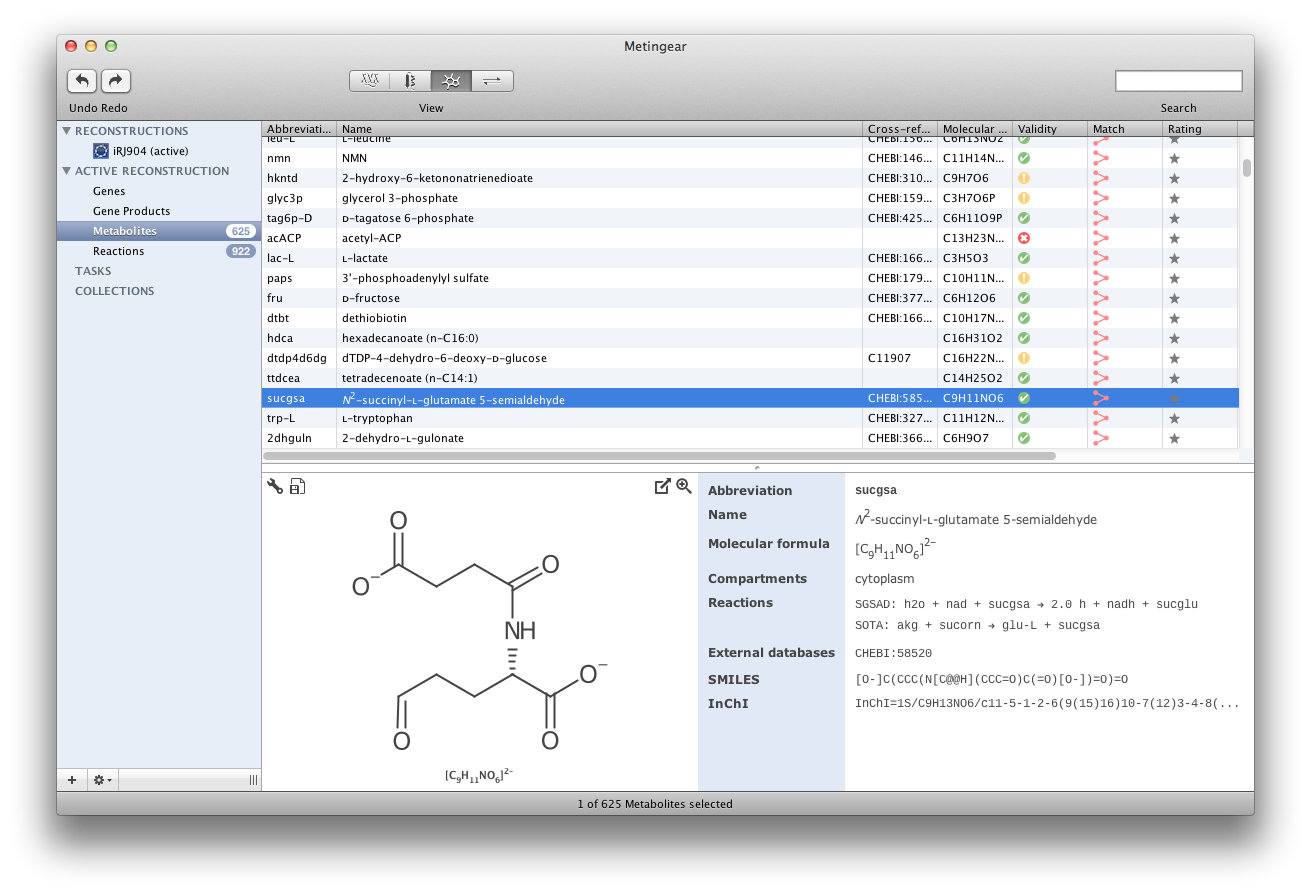 Metingear
Undo Redo
View
Search
RECONSTRUCTIONS
iRJ904 (active)
ACTIVE RECONSTRUCTION
Genes
Gene Products
Metabolites 625
Reactions 922
TASKS
COLLECTIONS
Abbreviati... Name Cross-ref... Molecular ... Validity Match Rating
leu-L L-leucine CHEBI:156... C6H13NO2
nmn NMN CHEBI:146... C11H14N...
hkntd 2-hydroxy-6-ketononatrienedioate CHEBI:310... C9H7O6
glyc3p glycerol 3-phosphate CHEBI:159... C3H7O6P
tag6p-D D-tagatose 6-phosphate CHEBI:425... C6H11O9P
acACP acetyl-ACP C13H23N...
lac-L L-lactate CHEBI:166... C3H5O3
paps 3'-phosphoadenylyl sulfate CHEBI:179... C10H11N...
fru D-fructose CHEBI:377... C6H12O6
dtbt dethiobiotin CHEBI:166... C10H17N...
hdca hexadecanoate (n-C16:0) C16H31O2
dtdp4d6dg dTDP-4-dehydro-6-deoxy-D-glucose C11907 C16H22N...
ttdcea tetradecenoate (n-C14:1) C14H25O2
sucgsa N²-succinyl-L-glutamate 5-semialdehyde CHEBI:585... C9H11NO6
trp-L L-tryptophan CHEBI:327... C11H12N...
2dhguln 2-dehydro-L-gulonate CHEBI:366... C6H9O7
O
O⁻
O
NH
O⁻
O
O
[C₉H₁₁NO₆]²⁻
Abbreviation sucgsa
Name N²-succinyl-L-glutamate 5-semialdehyde
Molecular formula [C₉H₁₁NO₆]²⁻
Compartments cytoplasm
Reactions SGSAD: h2o + nad + sucgsa → 2.0 h + nadh + sucglu
SOTA: akg + sucorn → glu-L + sucgsa
External databases CHEBI:58520
SMILES [O-]C(CCC(N[C@@H](CCC=O)C(=O)[O-])=O)=O
InChI InChI=1S/C9H13NO6/c11-5-1-2-6(9(15)16)10-7(12)3-4-8(...
1 of 625 Metabolites selected